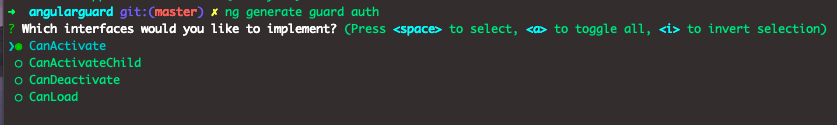 ➜ angularguard git:(master) ✗ ng generate guard auth
? Which interfaces would you like to implement? (Press <space> to select, <a> to toggle all, <i> to invert selection)
❯◉ CanActivate
◯ CanActivateChild
◯ CanDeactivate
◯ CanLoad